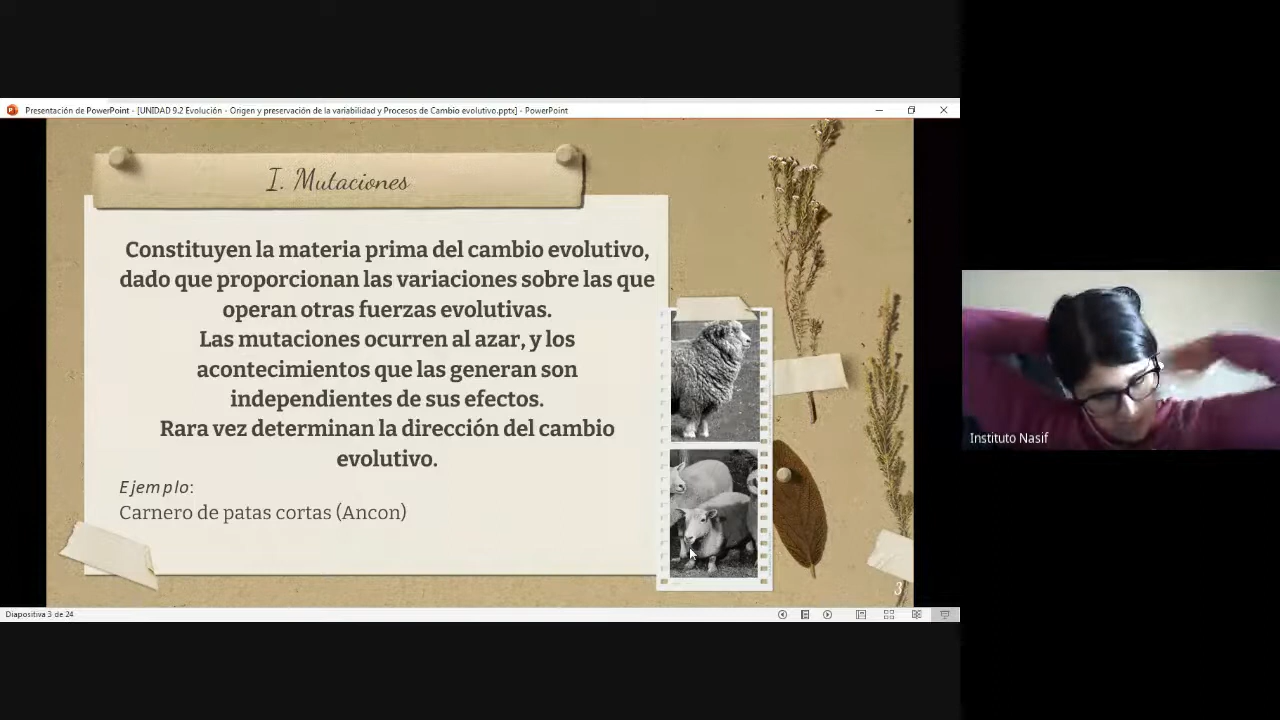 Presentación de PowerPoint - [UNIDAD 9.2 Evolución - Origen y preservación de la variabilidad y Procesos de Cambio evolutivo.pptx] - PowerPoint
I. Mutaciones
Constituyen la materia prima del cambio evolutivo,
dado que proporcionan las variaciones sobre las que
operan otras fuerzas evolutivas.
Las mutaciones ocurren al azar, y los
acontecimientos que las generan son
independientes de sus efectos.
Rara vez determinan la dirección del cambio
evolutivo.
Ejemplo:
Carnero de patas cortas (Ancon)
3
Diapositiva 3 de 24
Instituto Nasif